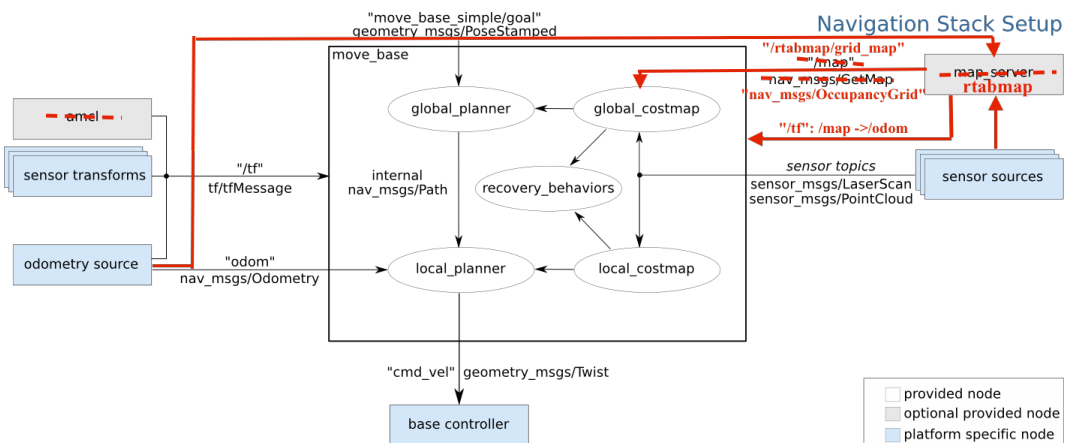 Navigation Stack Setup
"move_base_simple/goal"
geometry_msgs/PoseStamped
move_base
"/rtabmap/grid_map"
"/map"
nav_msgs/GetMap
"nav_msgs/OccupancyGrid"
map_server
rtabmap
"/tf": /map ->/odom
amcl
global_planner
global_costmap
sensor transforms
"/tf"
tf/tfMessage
internal
nav_msgs/Path
recovery_behaviors
sensor topics
sensor_msgs/LaserScan
sensor_msgs/PointCloud
sensor sources
odometry source
"odom"
nav_msgs/Odometry
local_planner
local_costmap
"cmd_vel"
geometry_msgs/Twist
base controller
provided node
optional provided node
platform specific node